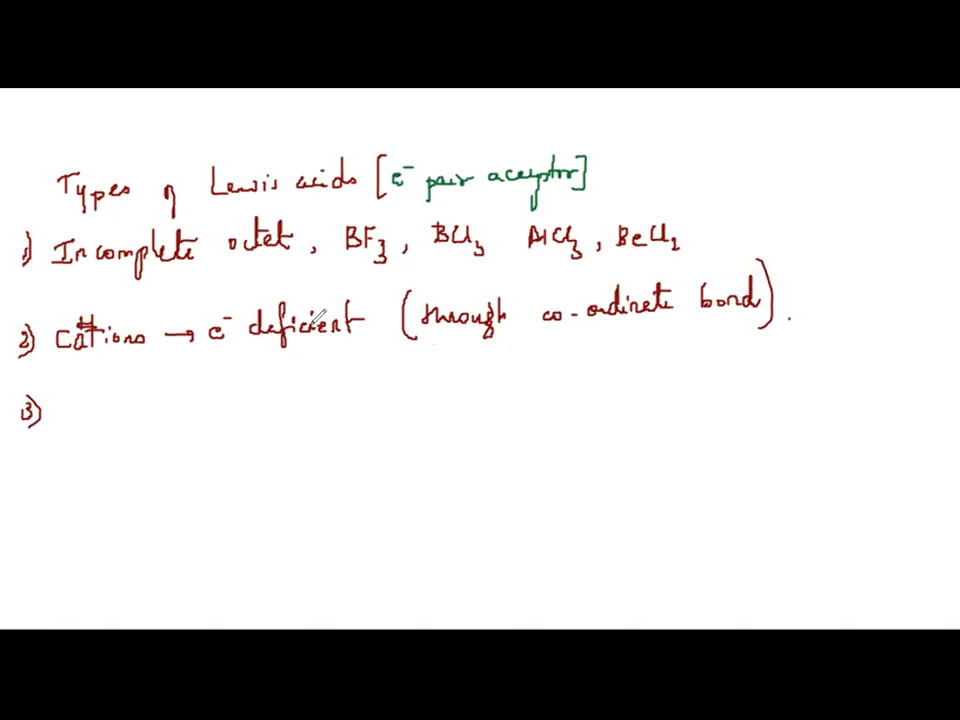 Types of Lewis acids [e⁻ pair aceptor]
1) Incomplete octet, BF₃, BCl₃ AlCl₃, BeCl₂
2) Cations → e⁻ deficient (through co-ordinate bond).
3)